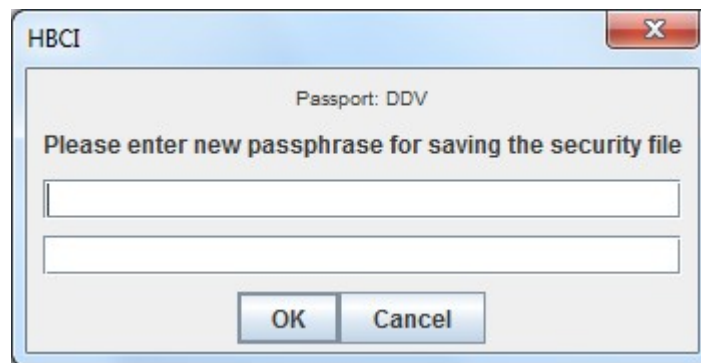 HBCI
Passport: DDV
Please enter new passphrase for saving the security file
OK
Cancel